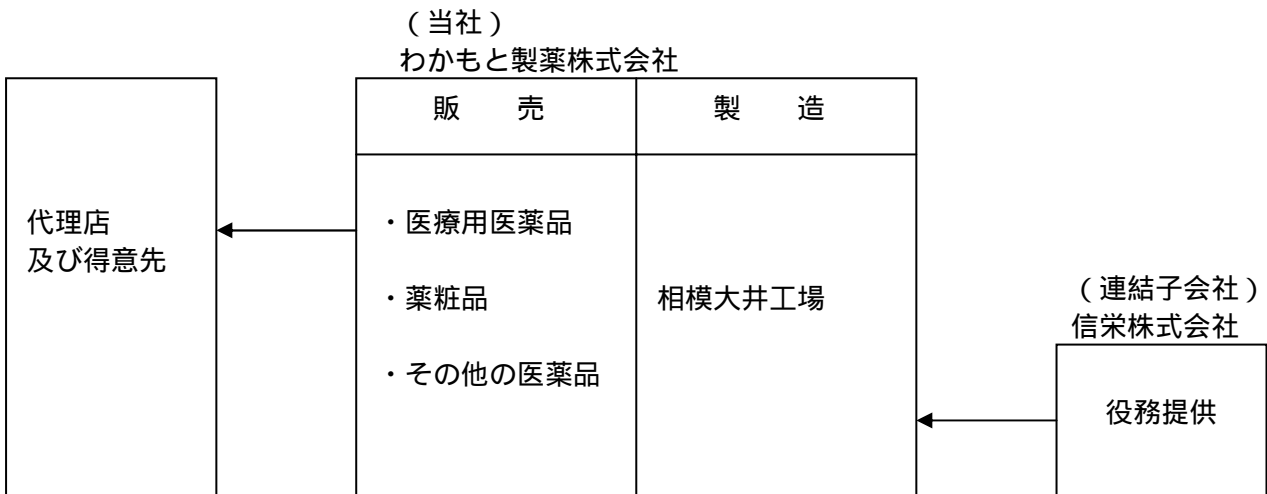 (当社)
わかもと製薬株式会社
販　　売
製　　造
代理店
及び得意先
・医療用医薬品
・薬粧品
・その他の医薬品
相模大井工場
(連結子会社)
信栄株式会社
役務提供